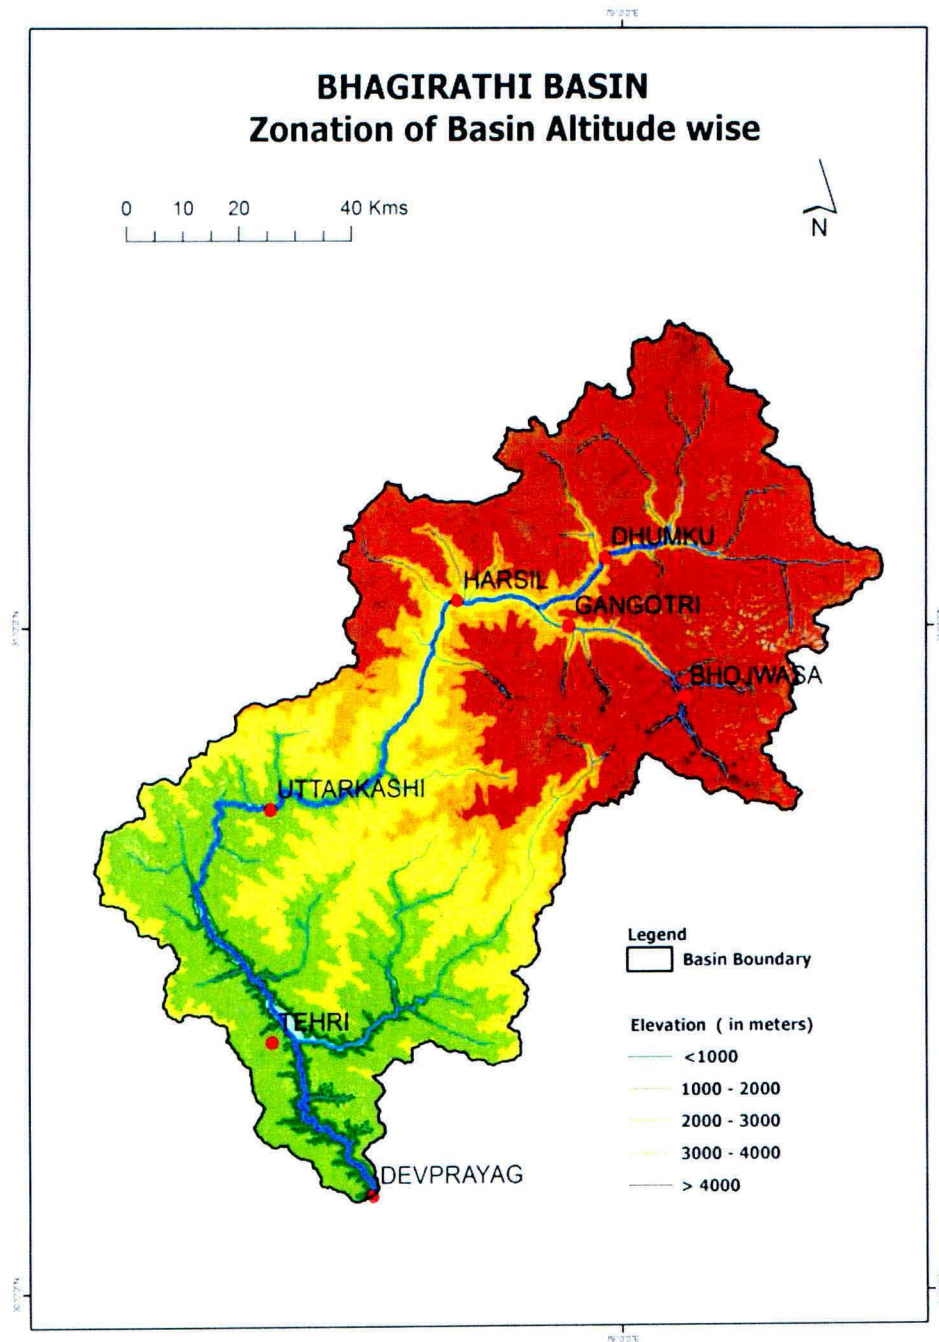 BHAGIRATHI BASIN
Zonation of Basin Altitude wise
0 10 20 40 Kms
N
DHUMKU
HARSIL
GANGOTRI
BHOJWASA
UTTARKASHI
TEHRI
DEVPRAYAG
Legend
Basin Boundary
Elevation ( in meters)
<1000
1000 - 2000
2000 - 3000
3000 - 4000
> 4000